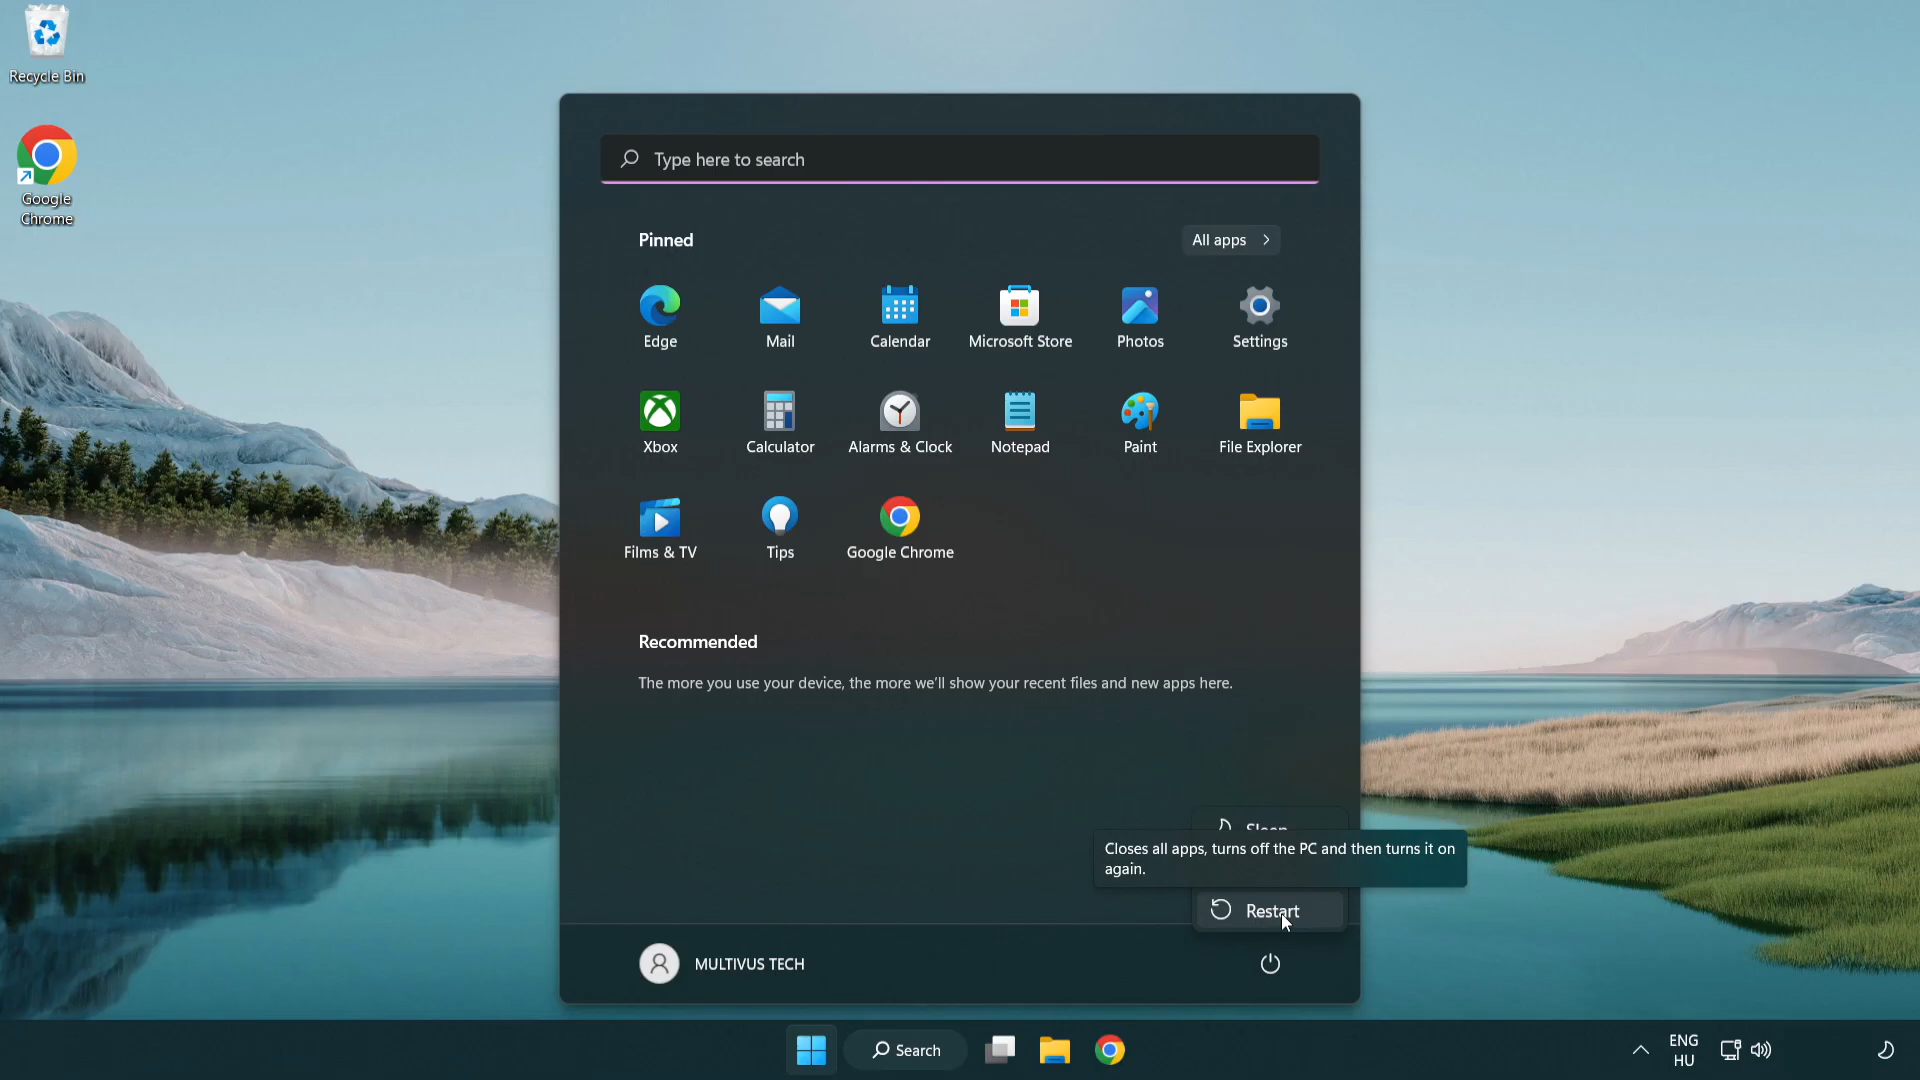 Recycle Bin
Google
Chrome
Type here to search
Pinned
All apps
Edge
Mail
Calendar
Microsoft Store
Photos
Settings
Xbox
Calculator
Alarms & Clock
Notepad
Paint
File Explorer
Films & TV
Tips
Google Chrome
Recommended
The more you use your device, the more we'll show your recent files and new apps here.
Sleep
Closes all apps, turns off the PC and then turns it on
again.
Restart
MULTIVUS TECH
Search
ENG
HU